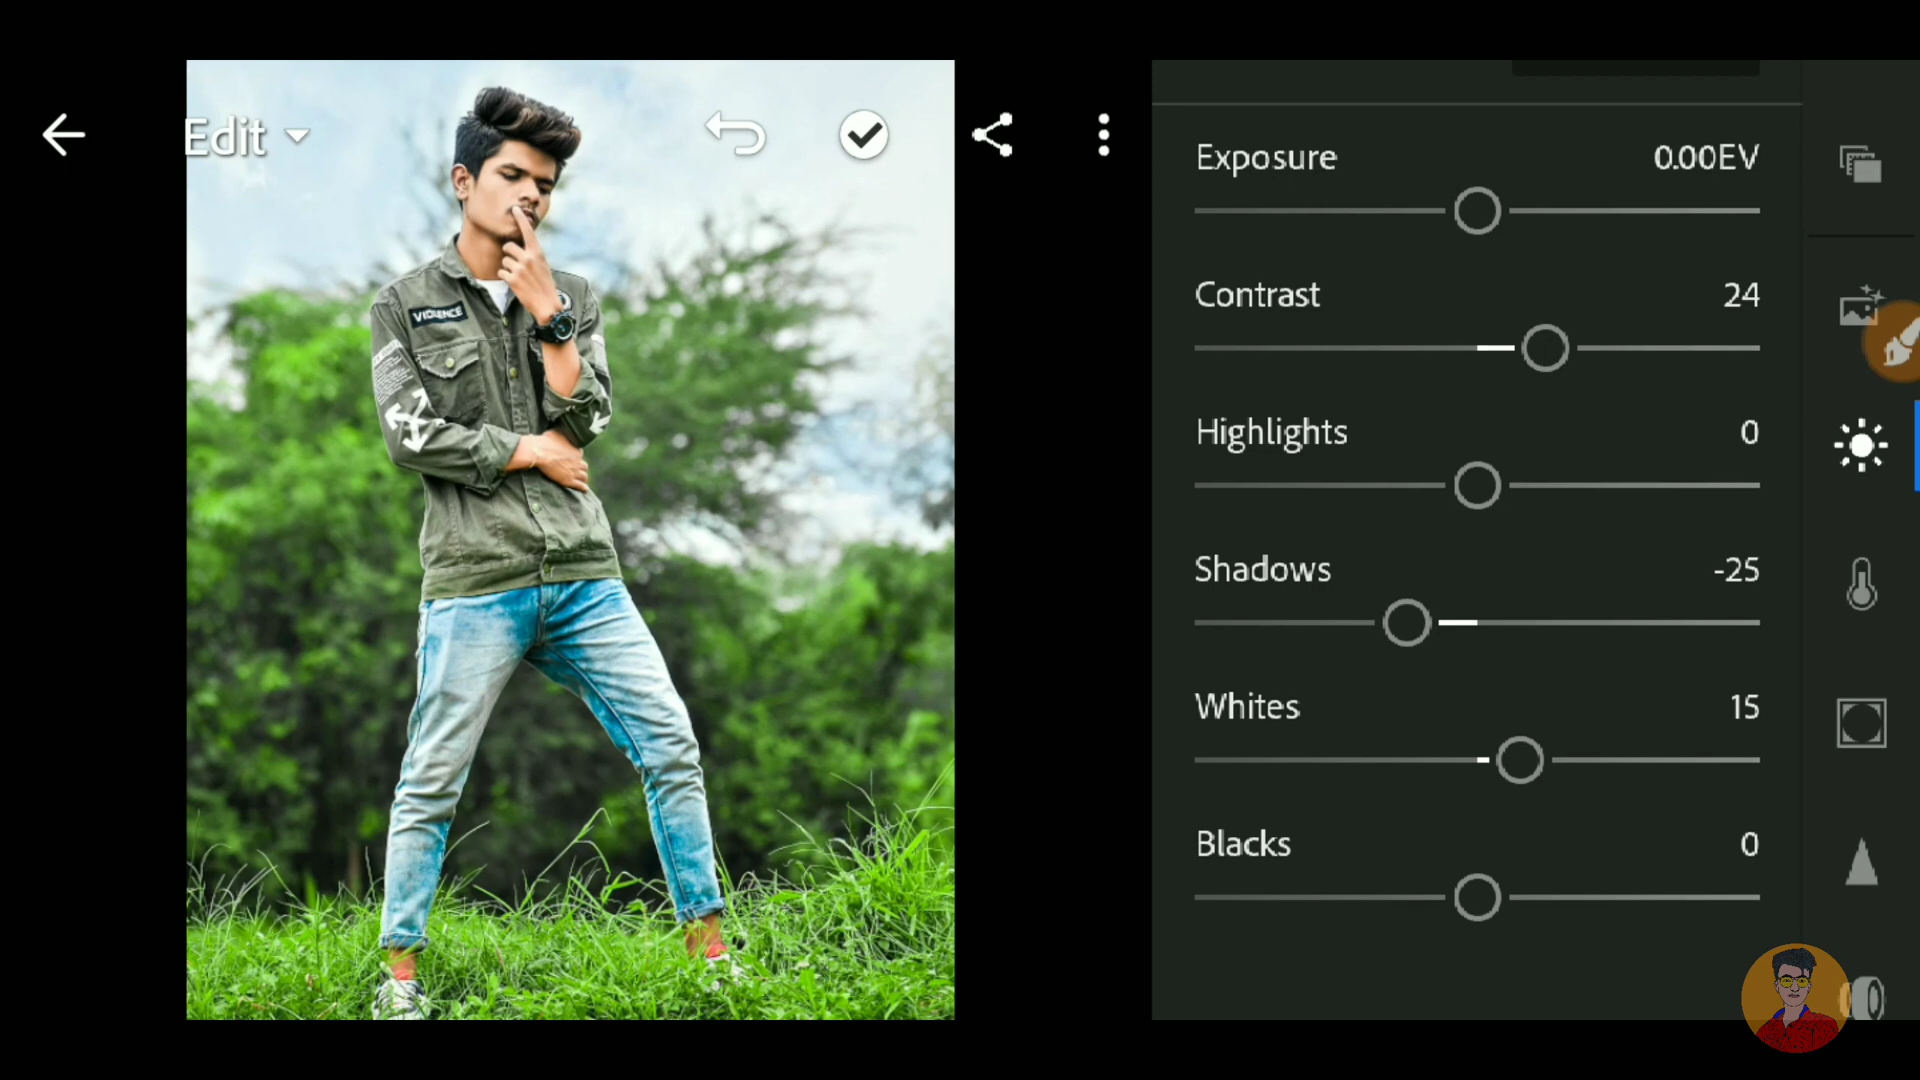 Edit
VIOLENCE
Exposure 0.00EV
Contrast 24
Highlights 0
Shadows -25
Whites 15
Blacks 0